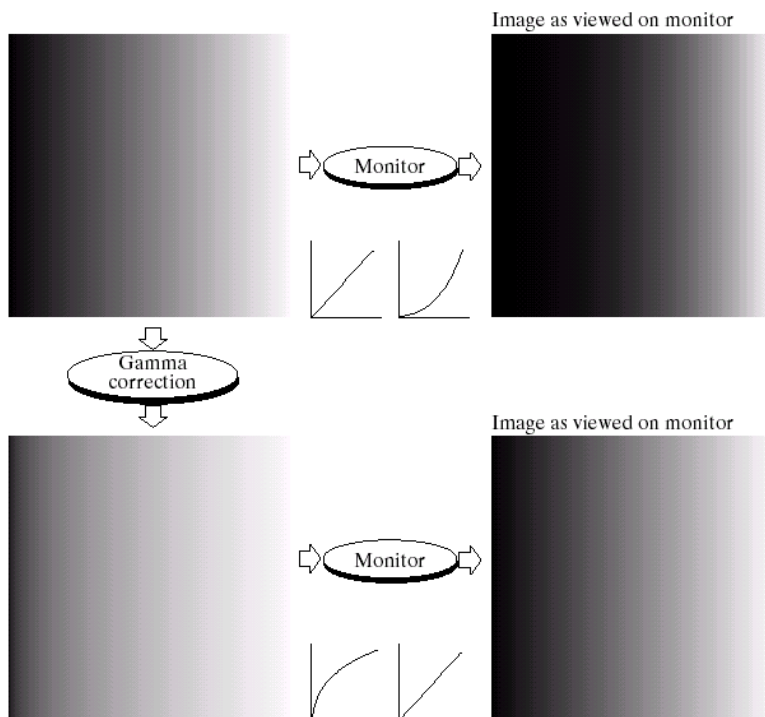 Image as viewed on monitor
Monitor
Gamma
correction
Image as viewed on monitor
Monitor